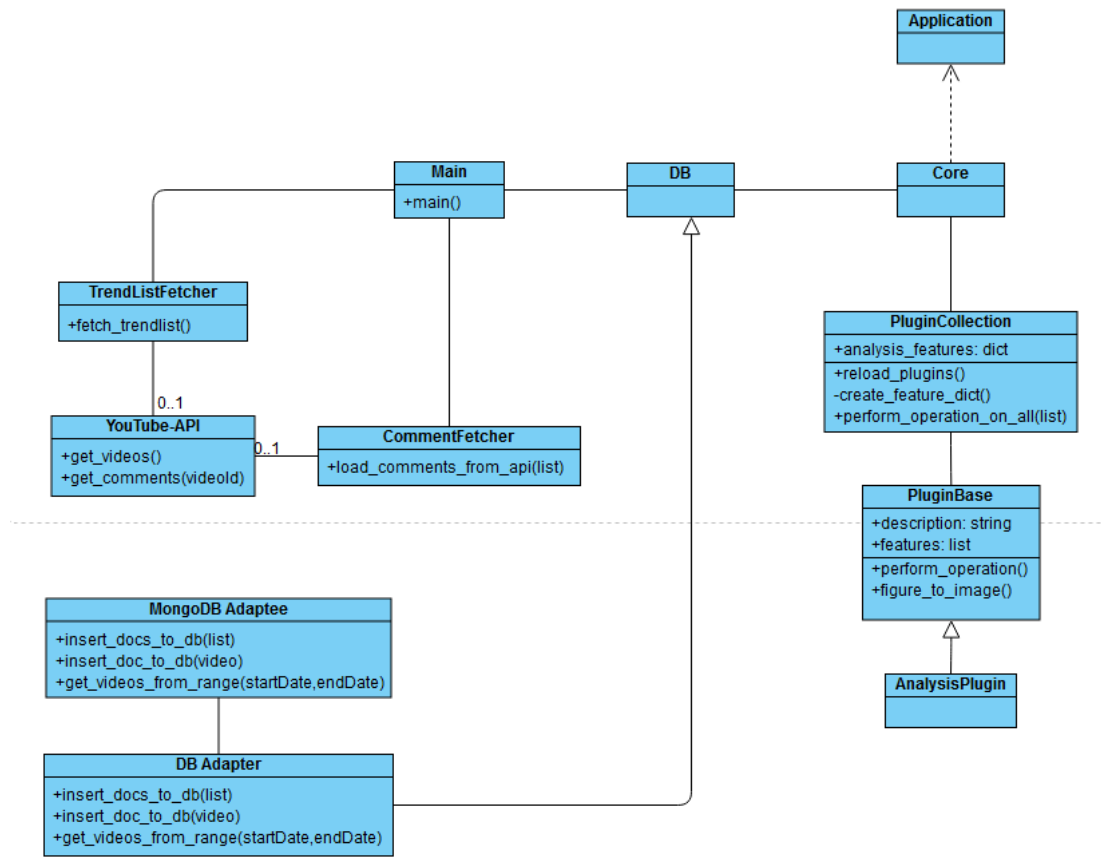 Application
Main
+main()
DB
Core
TrendListFetcher
+fetch_trendlist()
0..1
YouTube-API
+get_videos()
+get_comments(videoId)
0..1
CommentFetcher
+load_comments_from_api(list)
PluginCollection
+analysis_features: dict
+reload_plugins()
-create_feature_dict()
+perform_operation_on_all(list)
PluginBase
+description: string
+features: list
+perform_operation()
+figure_to_image()
AnalysisPlugin
MongoDB Adaptee
+insert_docs_to_db(list)
+insert_doc_to_db(video)
+get_videos_from_range(startDate,endDate)
DB Adapter
+insert_docs_to_db(list)
+insert_doc_to_db(video)
+get_videos_from_range(startDate,endDate)